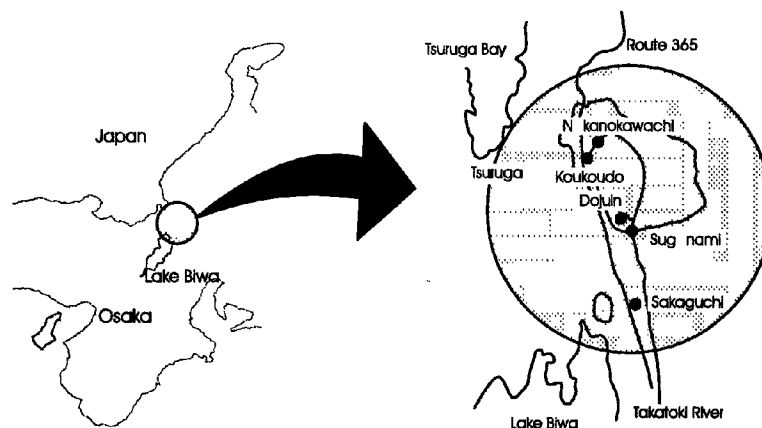 Japan
Lake Biwa
Osaka
Tsuruga Bay
Route 365
N kanokawachi
Tsuruga
Koukoudo
Dojuin
Sug nami
Sakaguchi
Takatoki River
Lake Biwa